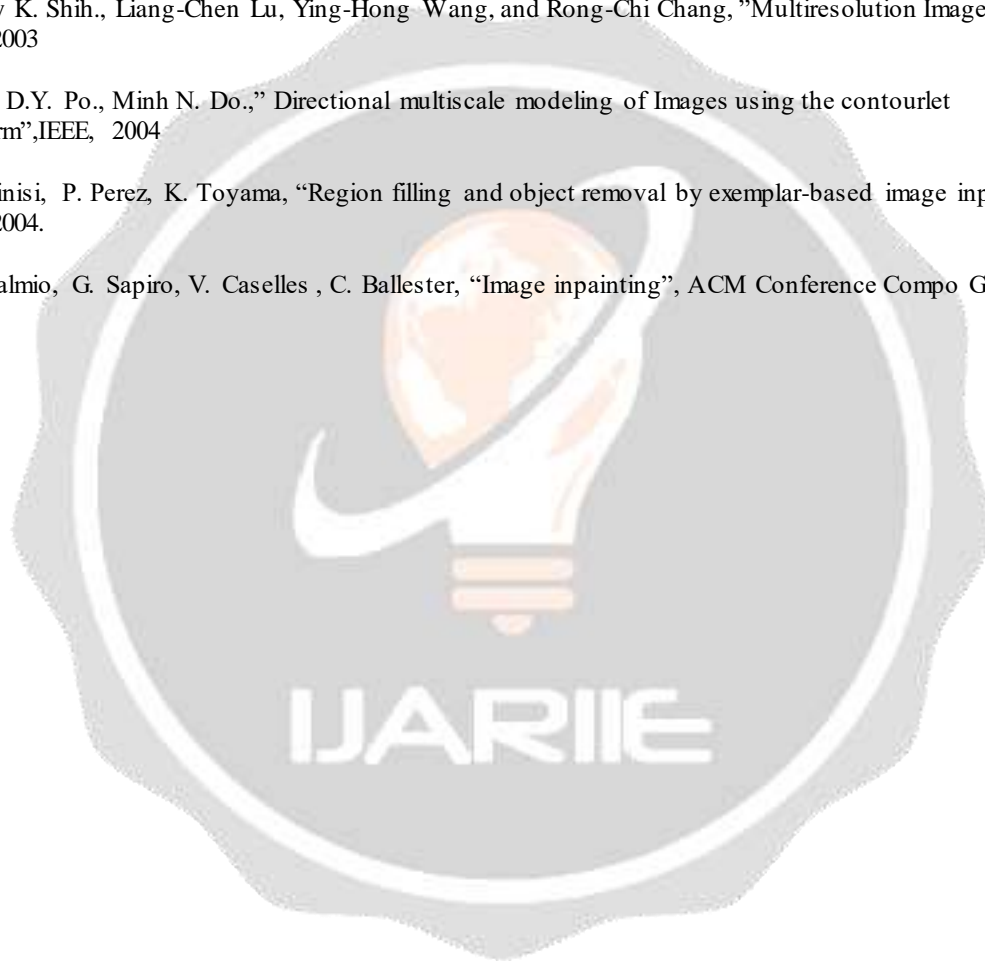 K. Shih., Liang-Chen Lu, Ying-Hong Wang, and Rong-Chi Chang, ”Multiresolution Image
2003
D.Y. Po., Minh N. Do.,” Directional multiscale modeling of Images using the contourlet
rm”,IEEE, 2004
inisi, P. Perez, K. Toyama, “Region filling and object removal by exemplar-based image inp
2004.
almio, G. Sapiro, V. Caselles , C. Ballester, “Image inpainting”, ACM Conference Compo G
IJARIIE